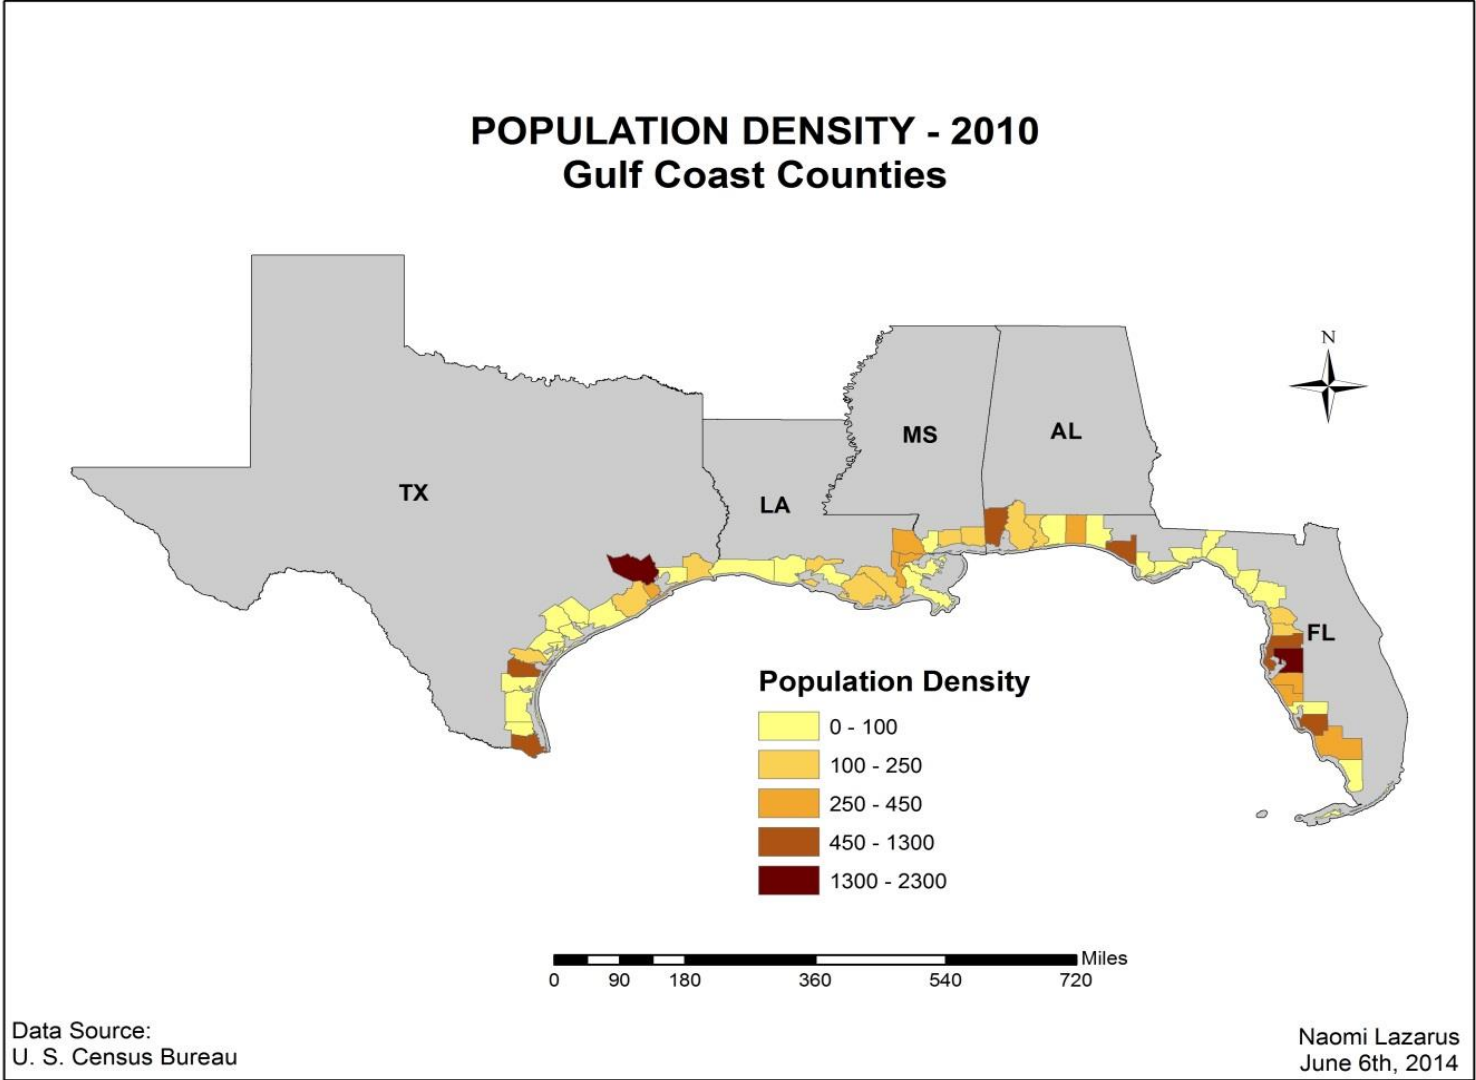 POPULATION DENSITY - 2010
Gulf Coast Counties
N
MS
AL
TX
LA
FL
Population Density
0 - 100
100 - 250
250 - 450
450 - 1300
1300 - 2300
Miles
0 90 180 360 540 720
Data Source:
U. S. Census Bureau
Naomi Lazarus
June 6th, 2014